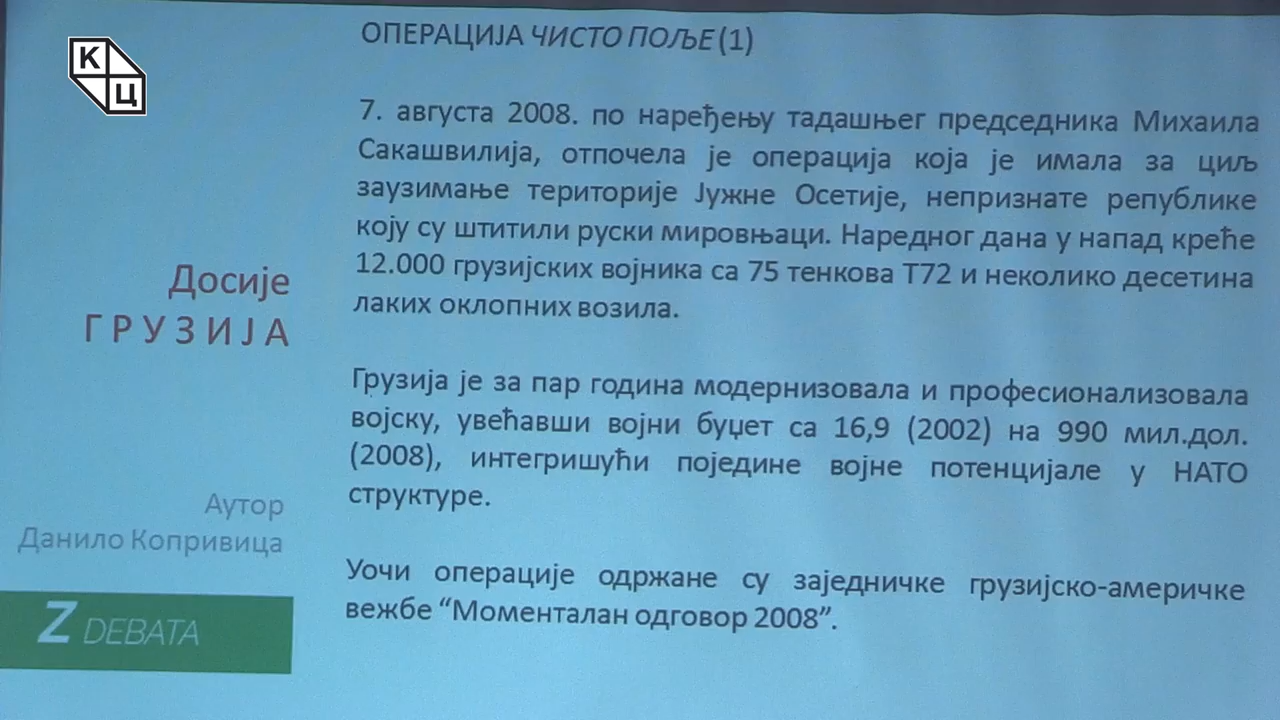 К
Ц
ОПЕРАЦИЈА ЧИСТО ПОЉЕ (1)
7. августа 2008. по наређењу тадашњег председника Михаила
Сакашвилија, отпочела је операција која је имала за циљ
заузимање територије Јужне Осетије, непризнате републике
коју су штитили руски мировњаци. Наредног дана у напад креће
12.000 грузијских војника са 75 тенкова Т72 и неколико десетина
лаких оклопних возила.
Грузија је за пар година модернизовала и професионализовала
војску, увећавши војни буџет са 16,9 (2002) на 990 мил.дол.
(2008), интегришући поједине војне потенцијале у НАТО
структуре.
Уочи операције одржане су заједничке грузијско-америчке
вежбе “Моменталан одговор 2008”.
Досије
ГРУЗИЈА
Аутор
Данило Копривица
Z DEBATA